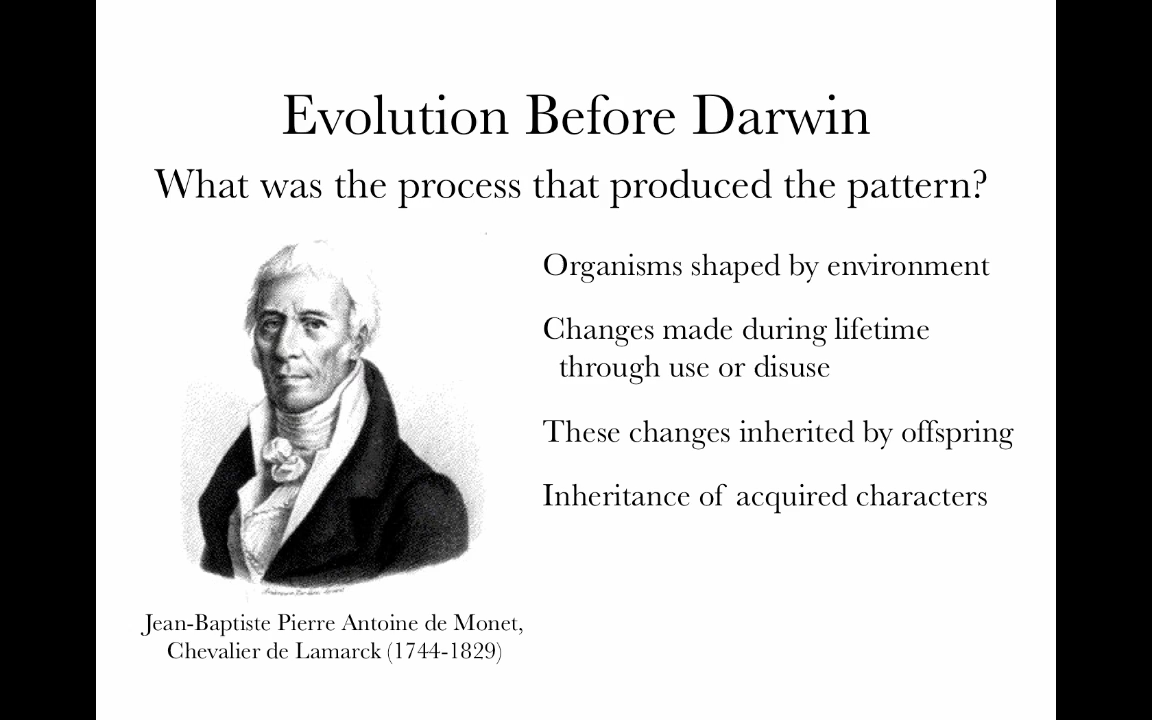 Evolution Before Darwin
What was the process that produced the pattern?
Organisms shaped by environment
Changes made during lifetime
through use or disuse
These changes inherited by offspring
Inheritance of acquired characters
Jean-Baptiste Pierre Antoine de Monet,
Chevalier de Lamarck (1744-1829)